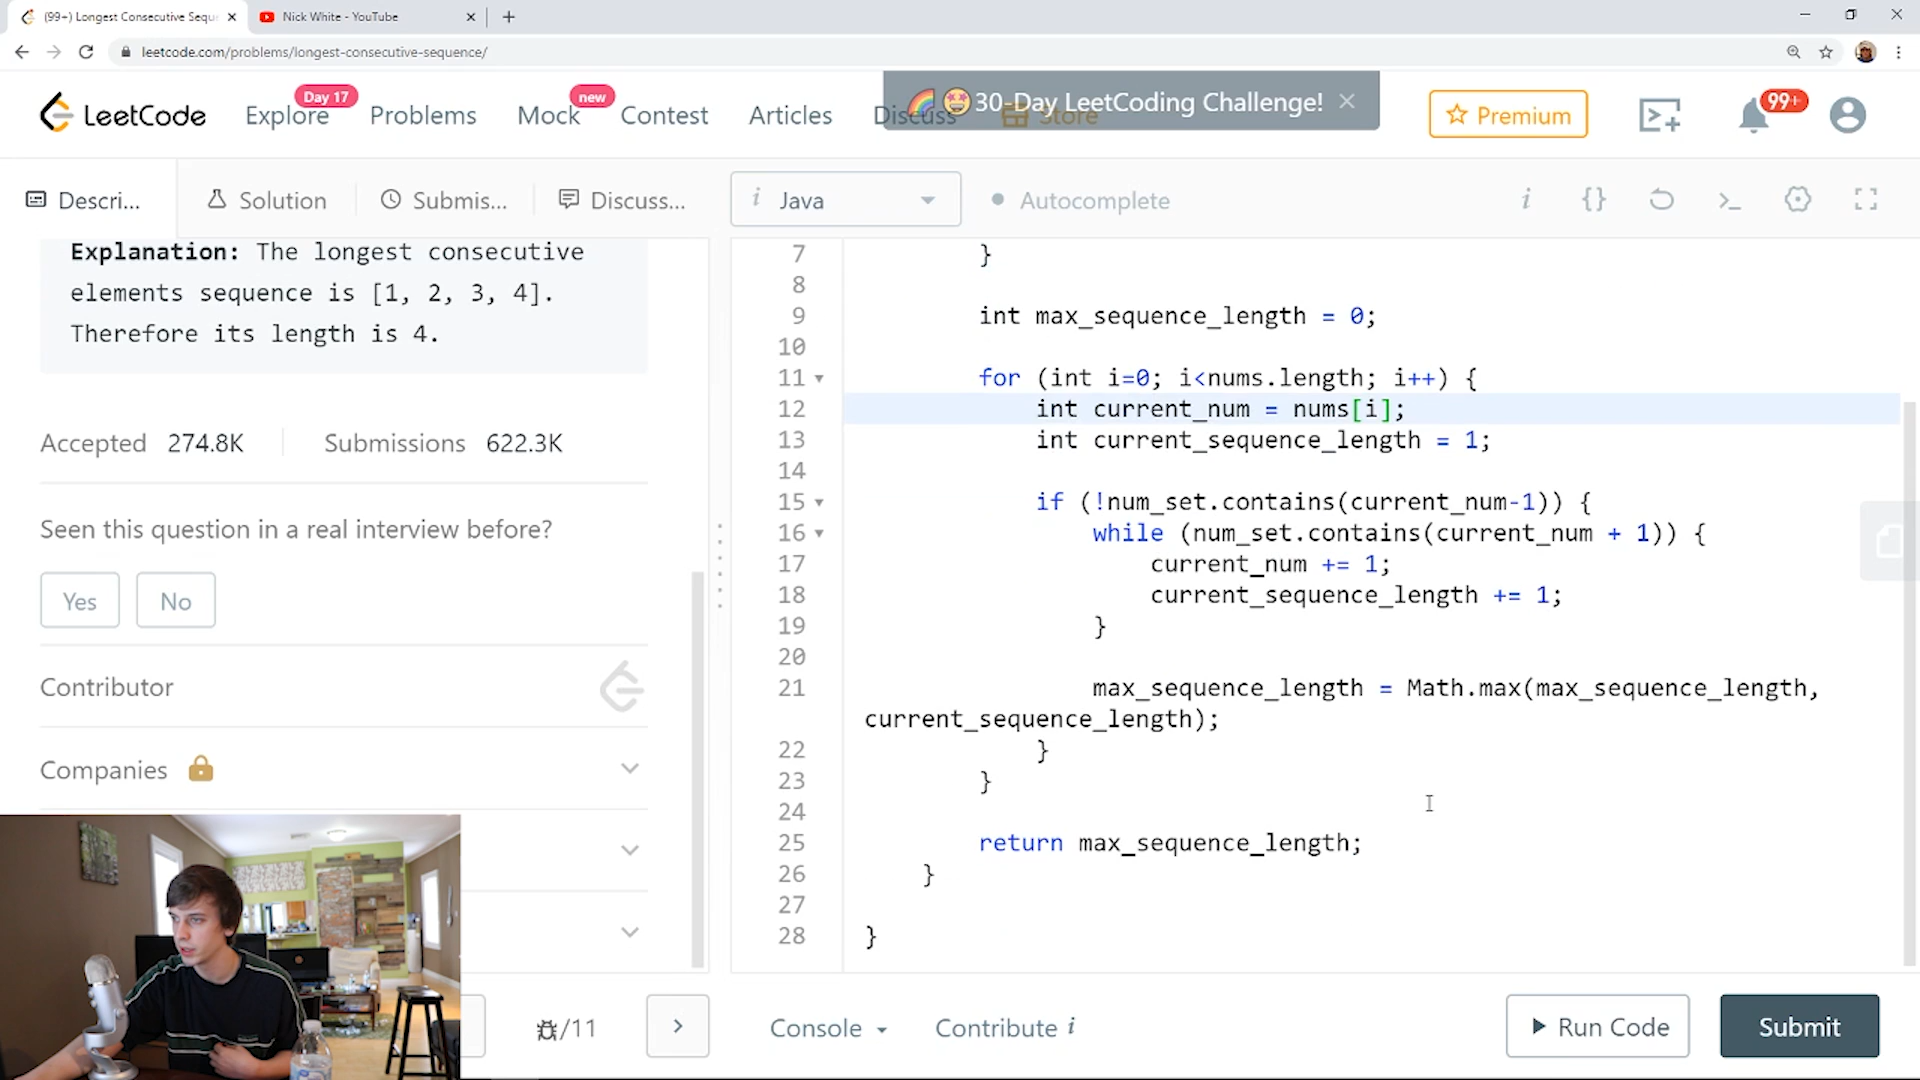 (99+) Longest Consecutive Sequ
Nick White - YouTube
leetcode.com/problems/longest-consecutive-sequence/
LeetCode
Explore
Day 17
Problems
Mock
new
Contest
Articles
Discuss
Store
30-Day LeetCoding Challenge!
Premium
99+
Descri...
Solution
Submis...
Discuss...
i Java
Autocomplete
Explanation: The longest consecutive
elements sequence is [1, 2, 3, 4].
Therefore its length is 4.
Accepted 274.8K
Submissions 622.3K
Seen this question in a real interview before?
Yes
No
Contributor
Companies
7 }
8
9 int max_sequence_length = 0;
10
11 for (int i=0; i<nums.length; i++) {
12 int current_num = nums[i];
13 int current_sequence_length = 1;
14
15 if (!num_set.contains(current_num-1)) {
16 while (num_set.contains(current_num + 1)) {
17 current_num += 1;
18 current_sequence_length += 1;
19 }
20
21 max_sequence_length = Math.max(max_sequence_length,
current_sequence_length);
22 }
23 }
24
25 return max_sequence_length;
26 }
27
28 }
/11
Console
Contribute i
Run Code
Submit